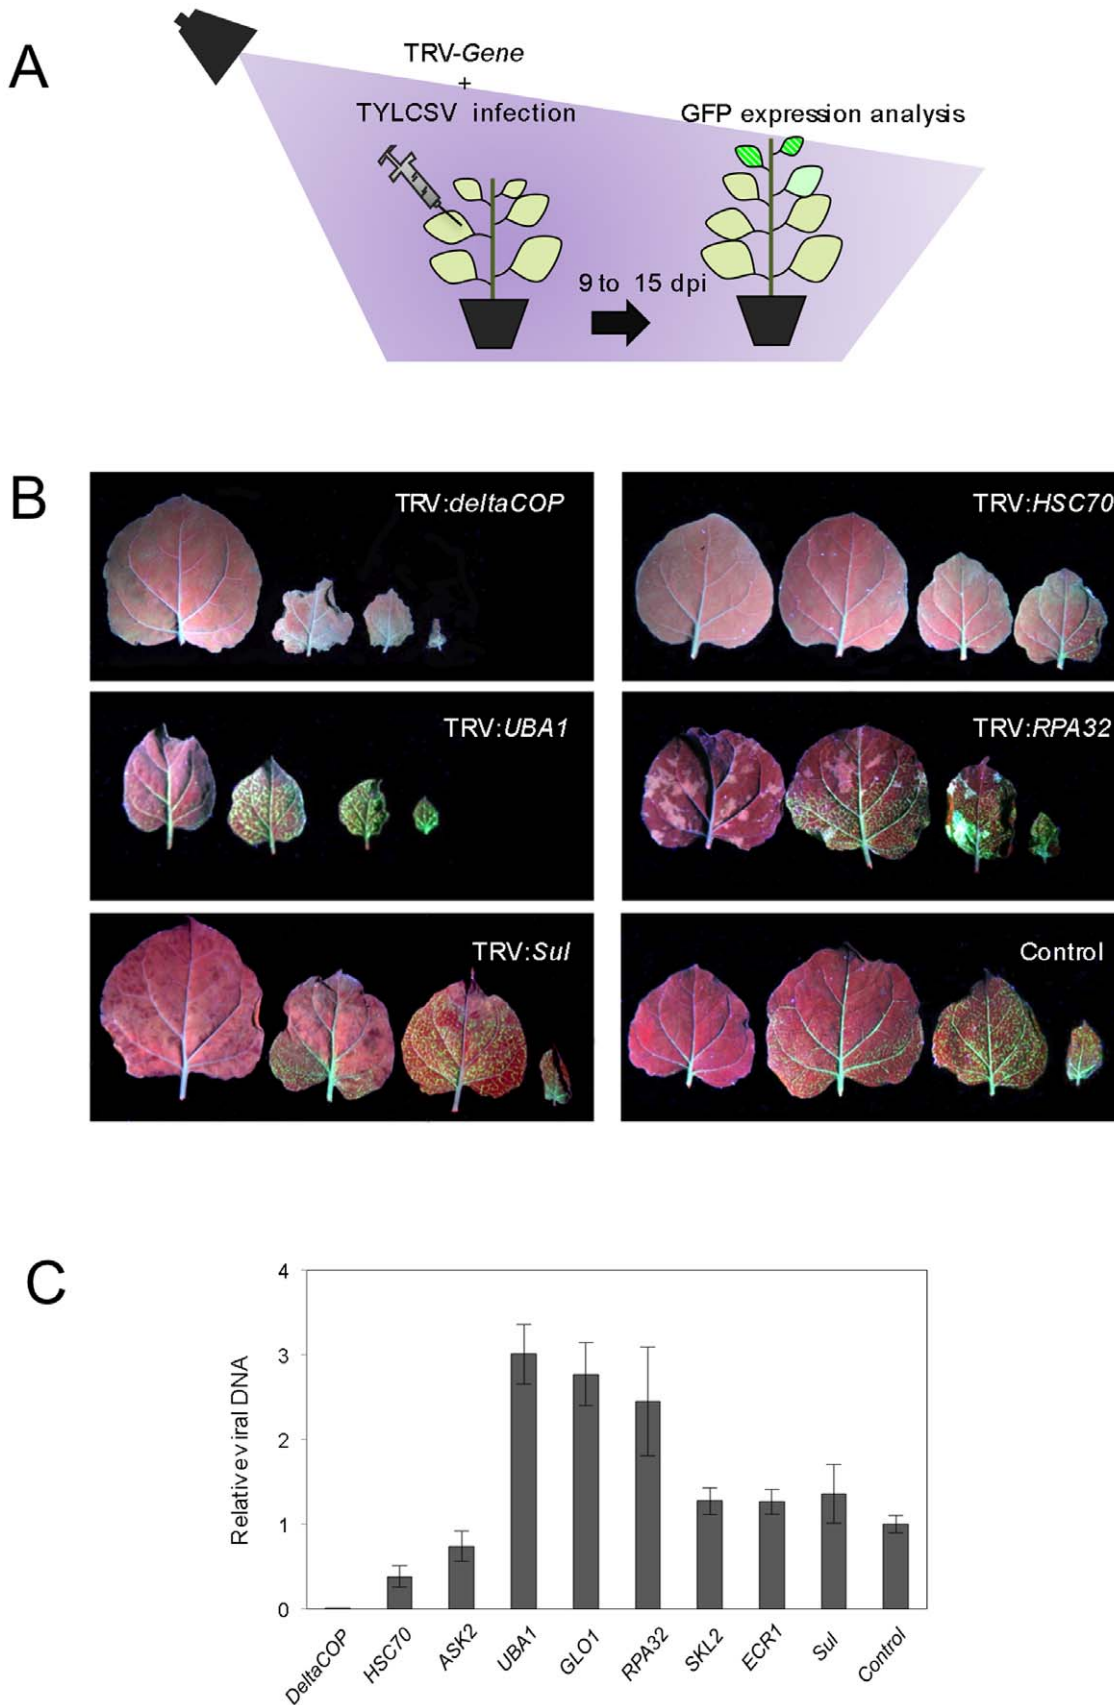 A
TRV-Gene
+
TYLCSV infection
GFP expression analysis
9 to 15 dpi
B
TRV:deltaCOP
TRV:HSC70
TRV:UBA1
TRV:RPA32
TRV:Sul
Control
C
Relative viral DNA
4
3
2
1
0
DeltaCOP
HSC70
ASK2
UBA1
GLO1
RPA32
SKL2
ECR1
Sul
Control